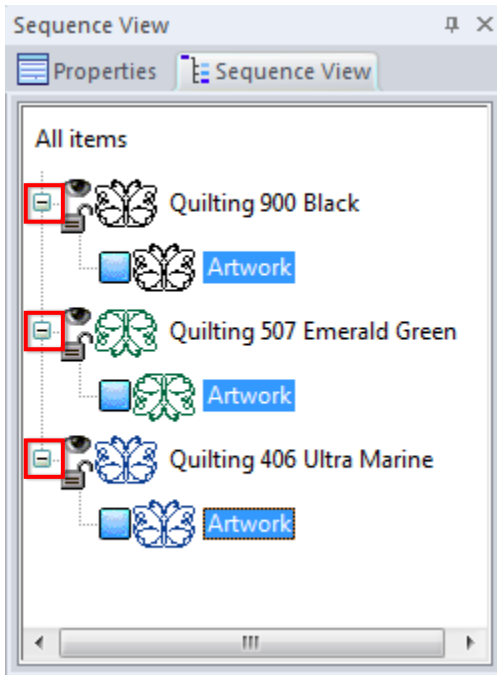 Sequence View
Properties Sequence View
All items
Quilting 900 Black
Artwork
Quilting 507 Emerald Green
Artwork
Quilting 406 Ultra Marine
Artwork